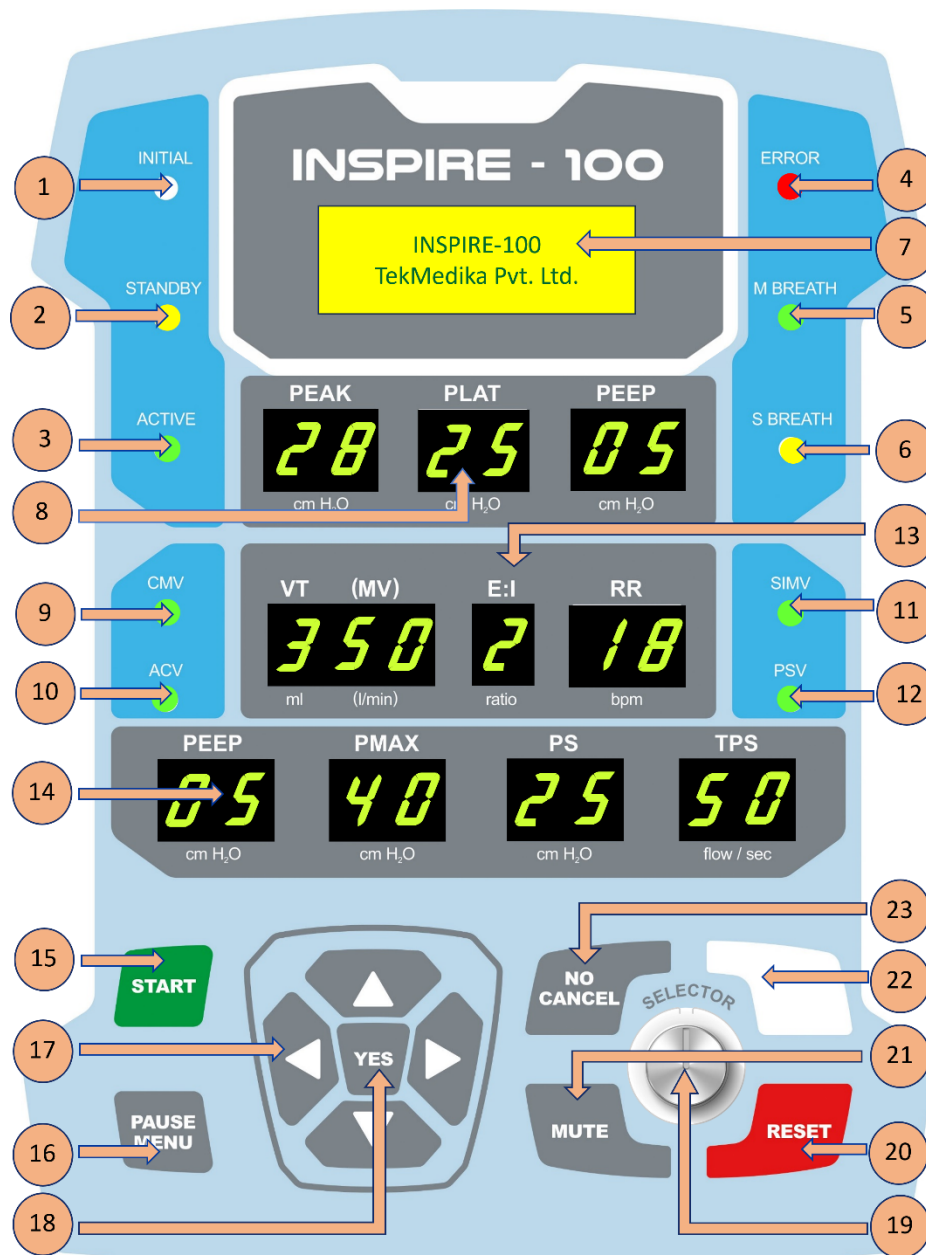 INSPIRE - 100
INITIAL
ERROR
1
4
INSPIRE-100
TekMedika Pvt. Ltd.
7
STANDBY
M BREATH
2
5
PEAK PLAT PEEP
ACTIVE
S BREATH
3
28 25 05
6
8
cm H₂O cm H₂O cm H₂O
13
CMV
VT (MV) E:I RR
SIMV
9
350 2 18
11
ACV
PSV
10
ml (l/min) ratio bpm
12
PEEP PMAX PS TPS
14
05 40 25 50
cm H₂O cm H₂O cm H₂O flow / sec
23
15
START
NO
CANCEL
SELECTOR
22
17
YES
21
PAUSE
MENU
MUTE
RESET
16
20
18
19